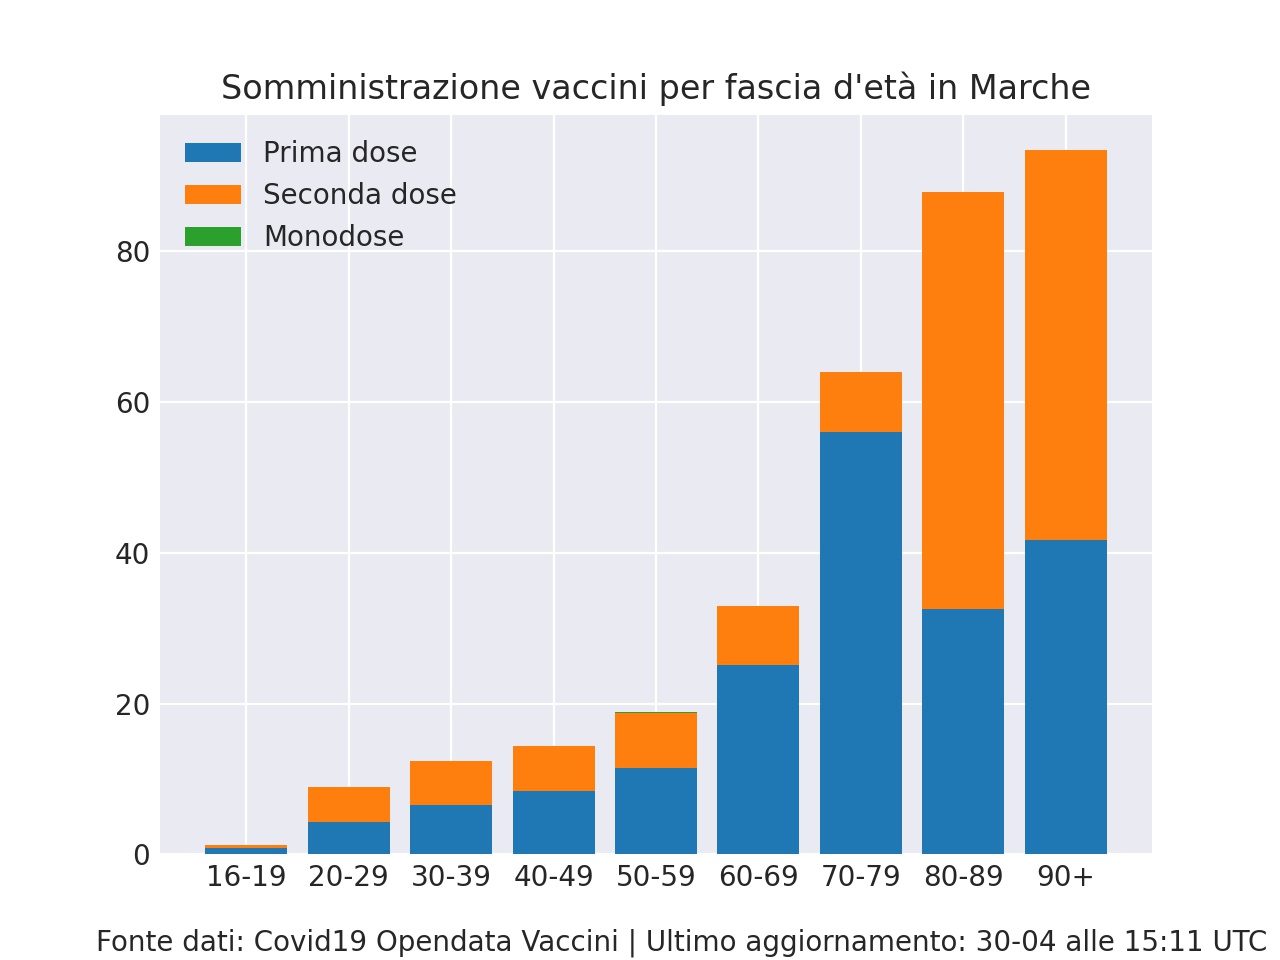 Somministrazione vaccini per fascia d'età in Marche
Prima dose
Seconda dose
Monodose
80
60
40
20
0
16-19 20-29 30-39 40-49 50-59 60-69 70-79 80-89 90+
Fonte dati: Covid19 Opendata Vaccini | Ultimo aggiornamento: 30-04 alle 15:11 UTC